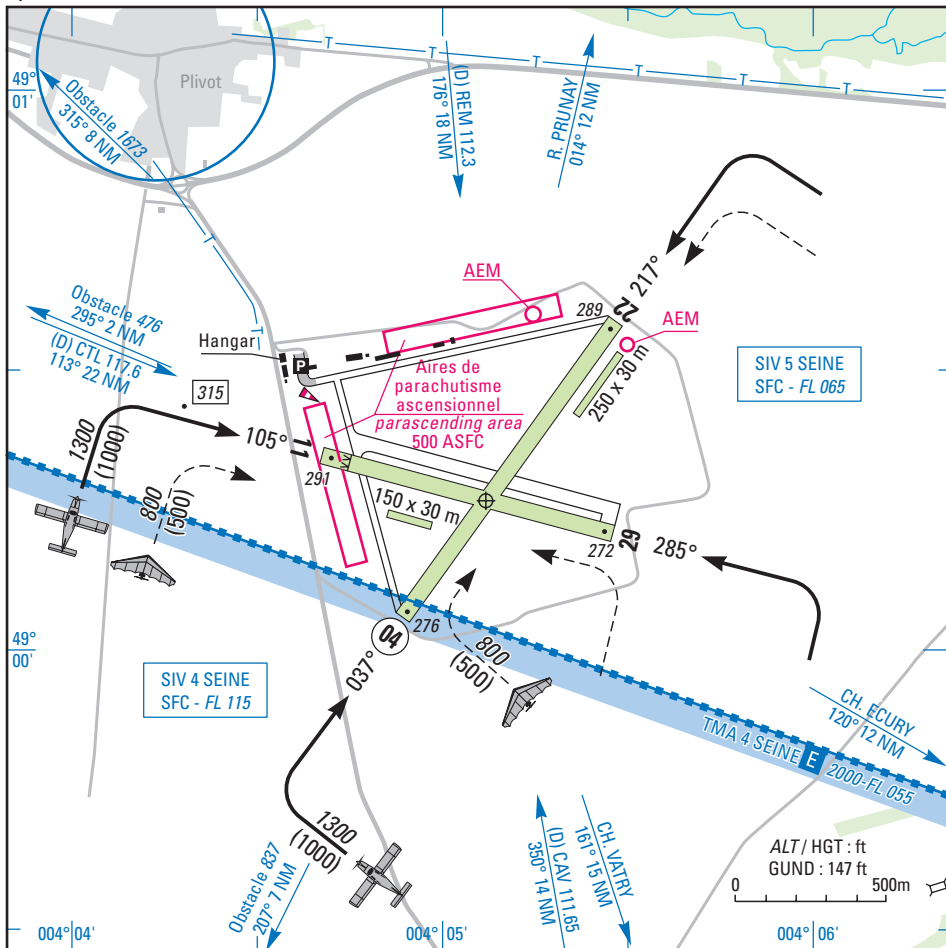 Plivot
49°
01'
Obstacle 1673
315° 8 NM
T
T
T
T
T
T
T
(D) REM 112.3
176° 18 NM
R. PRUNAY
014° 12 NM
217°
22
289
AEM
AEM
Obstacle 476
295° 2 NM
(D) CTL 117.6
113° 22 NM
Hangar
P
315
Aires de
parachutisme
ascensionnel
parascending area
500 ASFC
250 x 30 m
SIV 5 SEINE
SFC - FL 065
1300
(1000)
105°
11
291
800
(500)
150 x 30 m
272
29
285°
276
04
037°
800
(500)
49°
00'
SIV 4 SEINE
SFC - FL 115
CH. ECURY
120° 12 NM
TMA 4 SEINE
E
2000-FL 055
1300
(1000)
Obstacle 837
207° 7 NM
(D) CAV 111.65
350° 14 NM
CH. VATRY
161° 15 NM
ALT / HGT : ft
GUND : 147 ft
0
500m
004° 04'
004° 05'
004° 06'